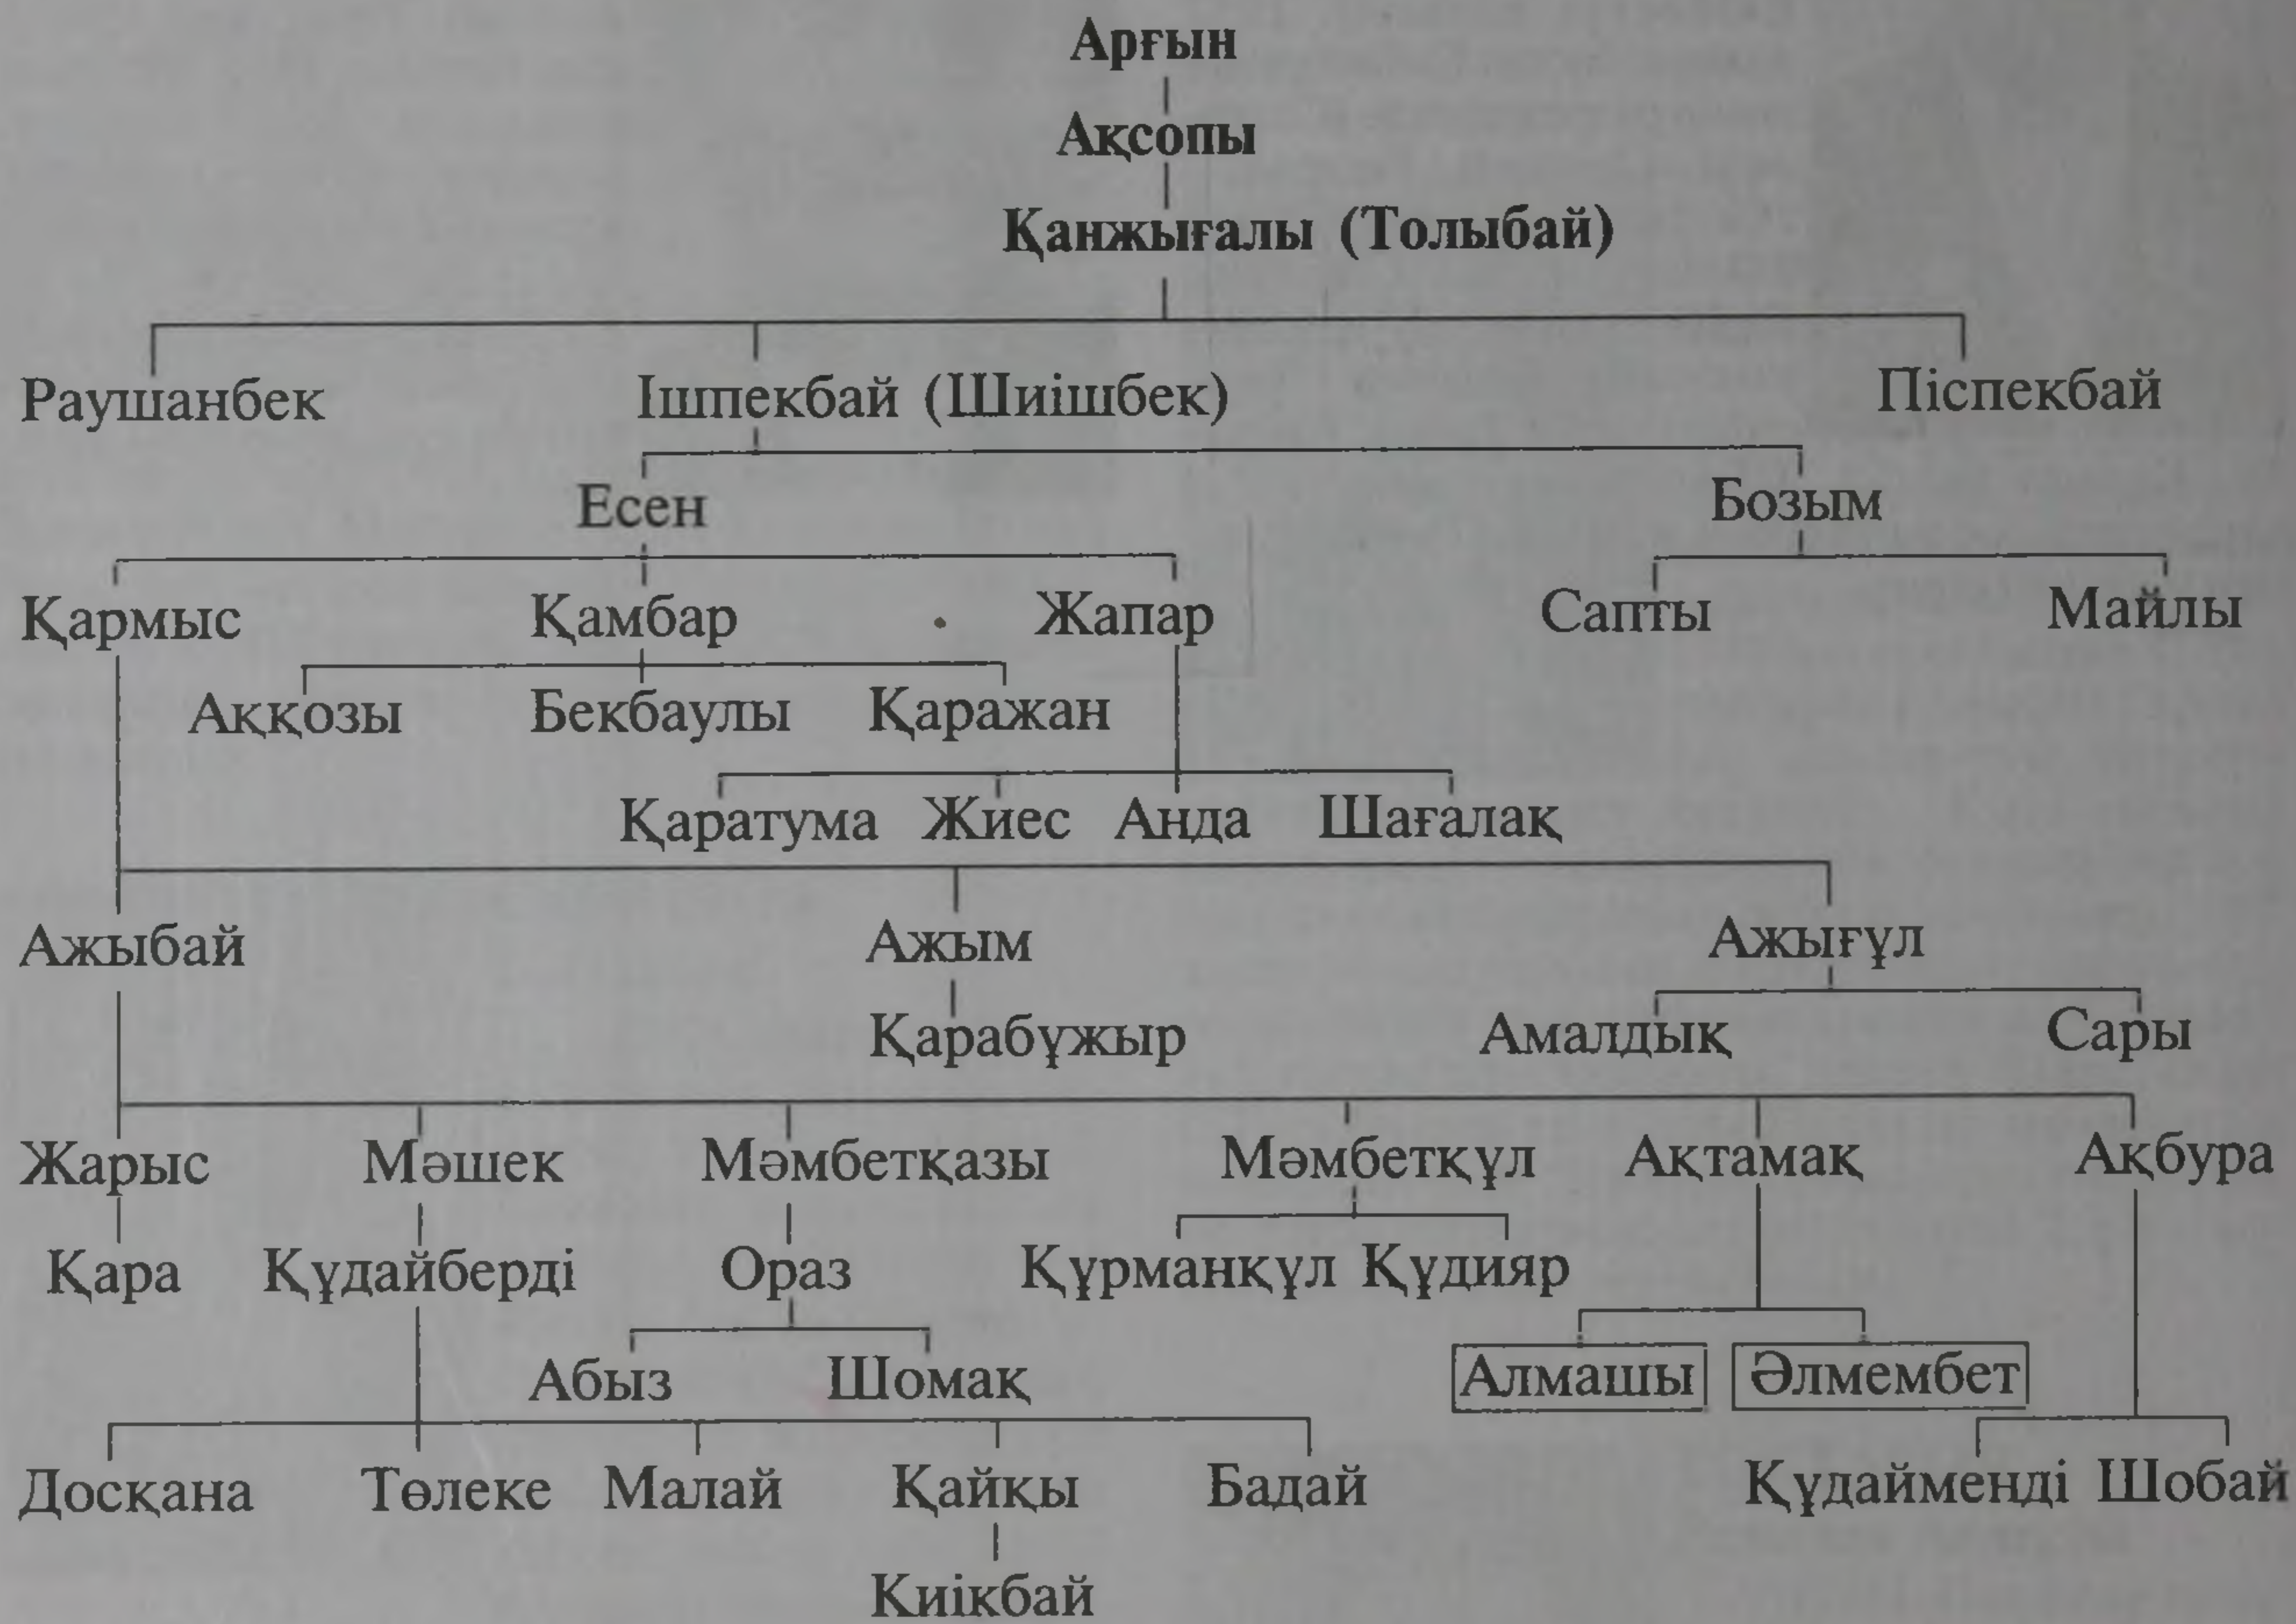 Арғын
Ақсопы
Қанжығалы (Толыбай)
Раушанбек Ішпекбай (Шиішбек) Піспекбай
Есен Бозым
Қармыс Қамбар Жапар Сапты Майлы
Аққозы Бекбаулы Қаражан
Қаратума Жиес Анда Шағалақ
Ажыбай Ажым Ажығұл
Қарабұжыр Амалдық Сары
Жарыс Мәшек Мәмбетқазы Мәмбетқұл Ақтамақ Ақбура
Қара Құдайберді Ораз Құрманқұл Құдияр
Абыз Шомақ Алмашы Әлмембет
Досқана Төлеке Малай Қайқы Бадай Құдайменді Шобай
Киікбай